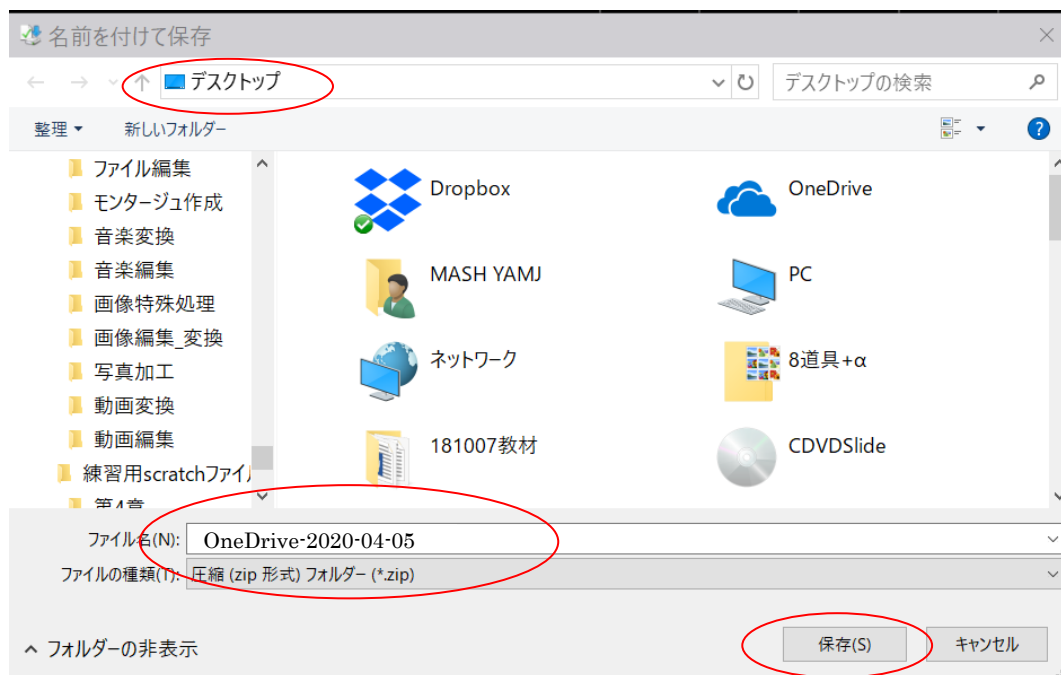 名前を付けて保存
デスクトップ
デスクトップの検索
整理
新しいフォルダー
ファイル編集
モンタージュ作成
音楽変換
音楽編集
画像特殊処理
画像編集_変換
写真加工
動画変換
動画編集
練習用scratchファイル
第4章
Dropbox
OneDrive
MASH YAMJ
PC
ネットワーク
8道具+α
181007教材
CDVDSlide
ファイル名(N): OneDrive-2020-04-05
ファイルの種類(T): 圧縮 (zip 形式) フォルダー (*.zip)
フォルダーの非表示
保存(S)
キャンセル